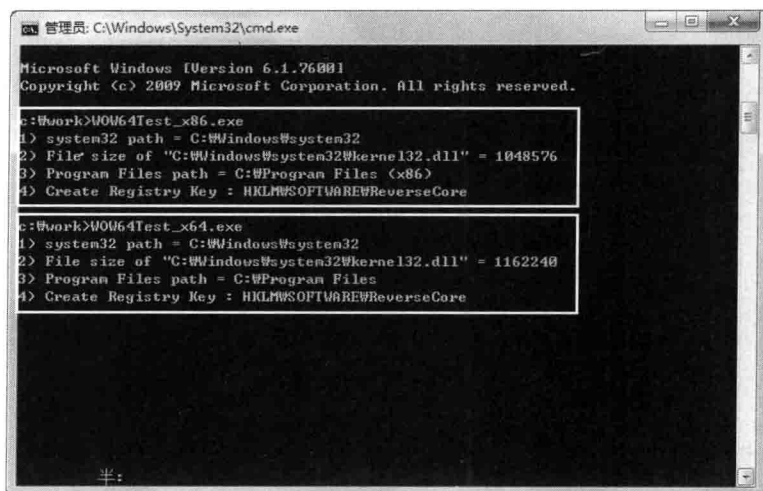 管理员: C:\Windows\System32\cmd.exe
Microsoft Windows [Version 6.1.7600]
Copyright (c) 2009 Microsoft Corporation. All rights reserved.
c:₩work>WOW64Test_x86.exe
1) system32 path = C:₩Windows₩system32
2) File size of "C:₩Windows₩system32₩kernel32.dll" = 1048576
3) Program Files path = C:₩Program Files (x86)
4) Create Registry Key : HKLM₩SOFTWARE₩ReverseCore
c:₩work>WOW64Test_x64.exe
1) system32 path = C:₩Windows₩system32
2) File size of "C:₩Windows₩system32₩kernel32.dll" = 1162240
3) Program Files path = C:₩Program Files
4) Create Registry Key : HKLM₩SOFTWARE₩ReverseCore
半: